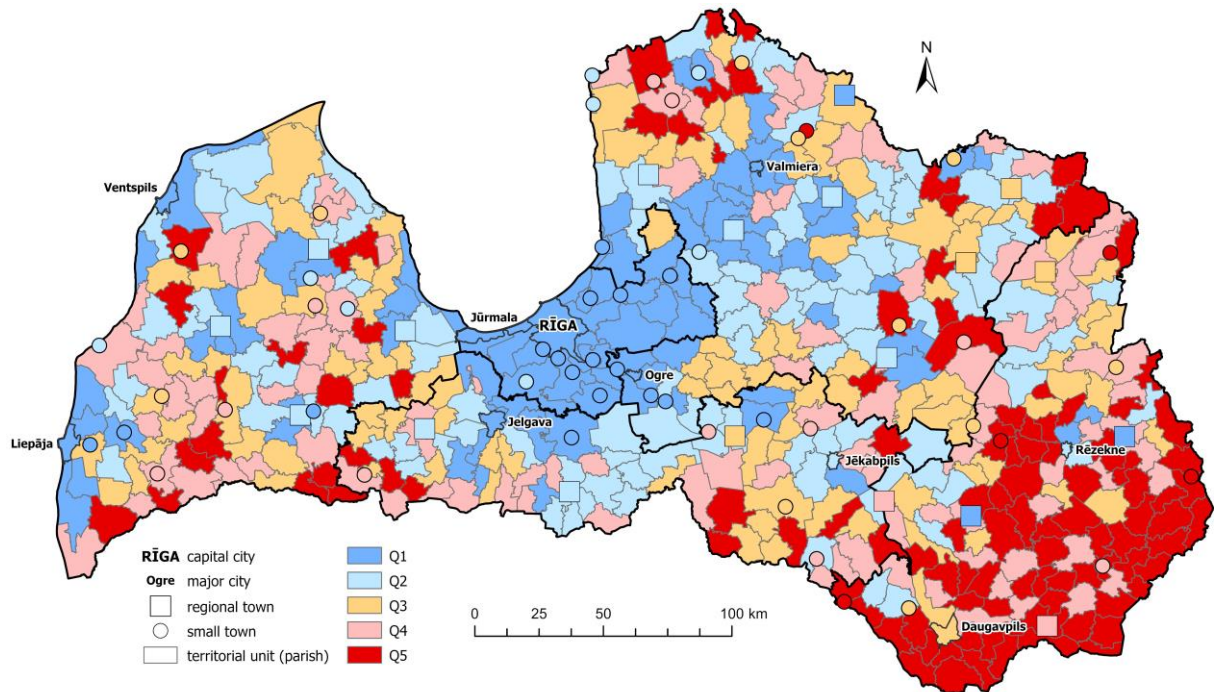 N
Valmiera
Ventspils
Jūrmala
RĪGA
Ogre
Liepāja
Jelgava
Jēkabpils
Rēzekne
Daugavpils
RĪGA capital city
Ogre major city
regional town
small town
territorial unit (parish)
Q1
Q2
Q3
Q4
Q5
0 25 50 100 km